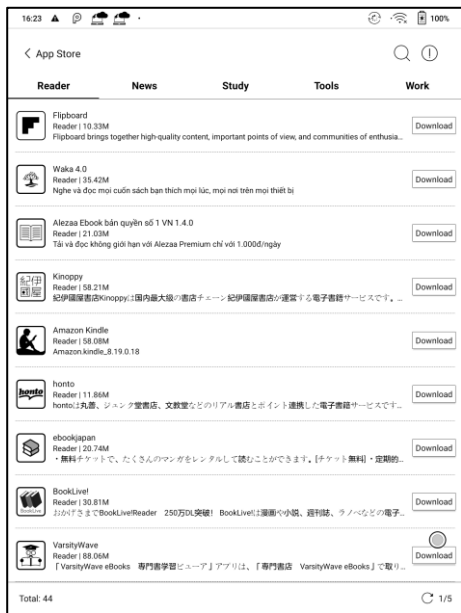 16:23
100%
App Store
Reader News Study Tools Work
Flipboard
Reader | 10.33M
Flipboard brings together high-quality content, important points of view, and communities of enthusia...
Download
Waka 4.0
Reader | 35.42M
Nghe và đọc mọi cuốn sách bạn thích mọi lúc, mọi nơi trên mọi thiết bị
Download
Alezaa Ebook bản quyền số 1 VN 1.4.0
Reader | 21.03M
Tải và đọc không giới hạn với Alezaa Premium chỉ với 1.000đ/ngày
Download
紀伊
國屋
Kinoppy
Reader | 58.21M
紀伊國屋書店Kinoppyは国内最大級の書店チェーン紀伊國屋書店が運営する電子書籍サービスです。...
Download
Amazon Kindle
Reader | 58.08M
Amazon.kindle_8.19.0.18
Download
honto
honto
Reader | 11.86M
hontoは丸善、ジュンク堂書店、文教堂などのリアル書店とポイント連携した電子書籍サービスです...
Download
ebookjapan
Reader | 20.74M
・無料チケットで、たくさんのマンガをレンタルして読むことができます。[チケット無料]・定期的...
Download
BookLive
BookLive!
Reader | 30.81M
おかげさまでBookLive!Reader 250万DL突破! BookLive!は漫画や小説、週刊誌、ラノベなどの電子...
Download
VarsityWave
Reader | 88.06M
「VarsityWave eBooks 専門書学習ビューア」アプリは、「専門書店 VarsityWave eBooks」で取り...
Download
Total: 44
1/5